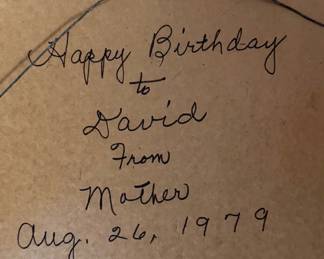 Happy Birthday
to
David
From
Mother
Aug. 26, 1979